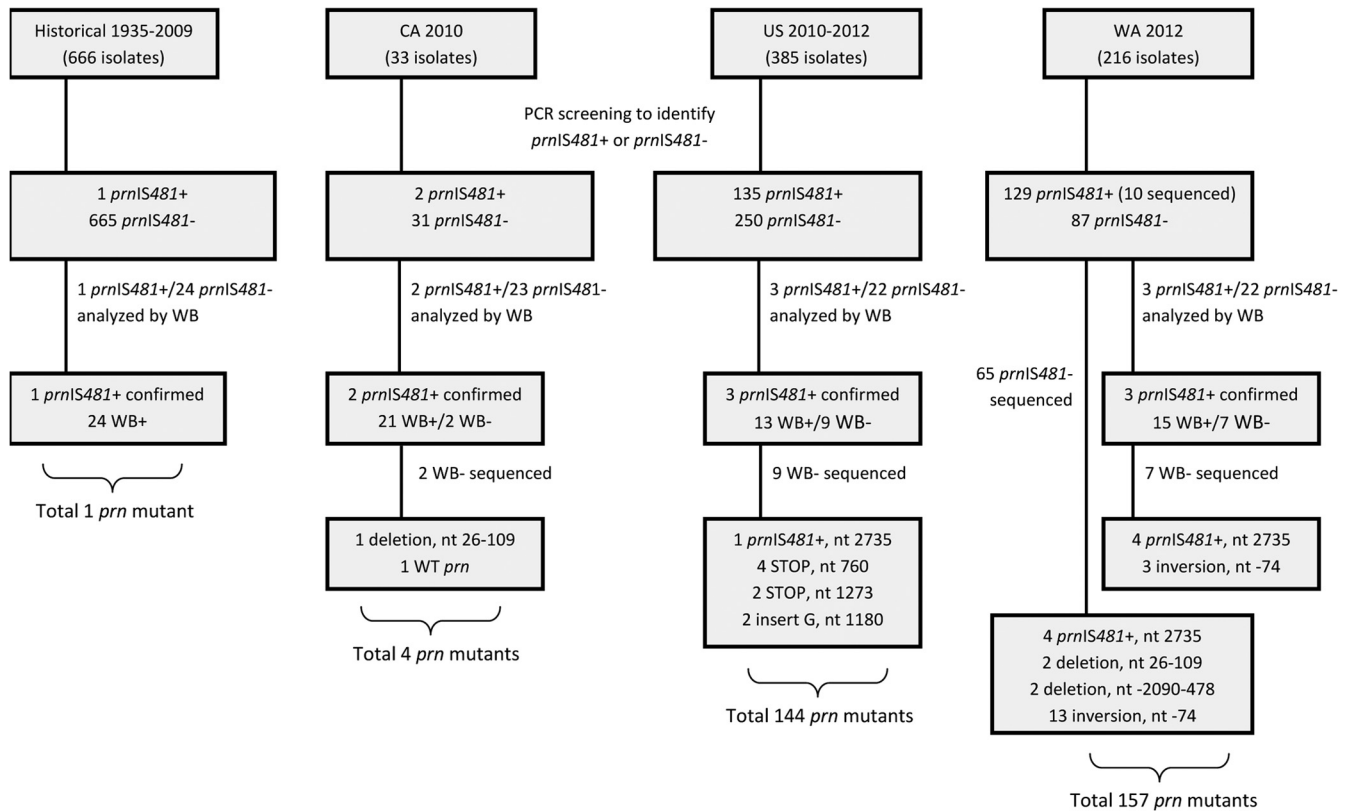 Historical 1935-2009
(666 isolates)
CA 2010
(33 isolates)
US 2010-2012
(385 isolates)
WA 2012
(216 isolates)
PCR screening to identify
prnIS481+ or prnIS481-
1 prnIS481+
665 prnIS481-
2 prnIS481+
31 prnIS481-
135 prnIS481+
250 prnIS481-
129 prnIS481+ (10 sequenced)
87 prnIS481-
1 prnIS481+/24 prnIS481-
analyzed by WB
2 prnIS481+/23 prnIS481-
analyzed by WB
3 prnIS481+/22 prnIS481-
analyzed by WB
3 prnIS481+/22 prnIS481-
analyzed by WB
65 prnIS481-
sequenced
1 prnIS481+ confirmed
24 WB+
2 prnIS481+ confirmed
21 WB+/2 WB-
3 prnIS481+ confirmed
13 WB+/9 WB-
3 prnIS481+ confirmed
15 WB+/7 WB-
Total 1 prn mutant
2 WB- sequenced
9 WB- sequenced
7 WB- sequenced
1 deletion, nt 26-109
1 WT prn
1 prnIS481+, nt 2735
4 STOP, nt 760
2 STOP, nt 1273
2 insert G, nt 1180
4 prnIS481+, nt 2735
3 inversion, nt -74
Total 4 prn mutants
4 prnIS481+, nt 2735
2 deletion, nt 26-109
2 deletion, nt -2090-478
13 inversion, nt -74
Total 144 prn mutants
Total 157 prn mutants